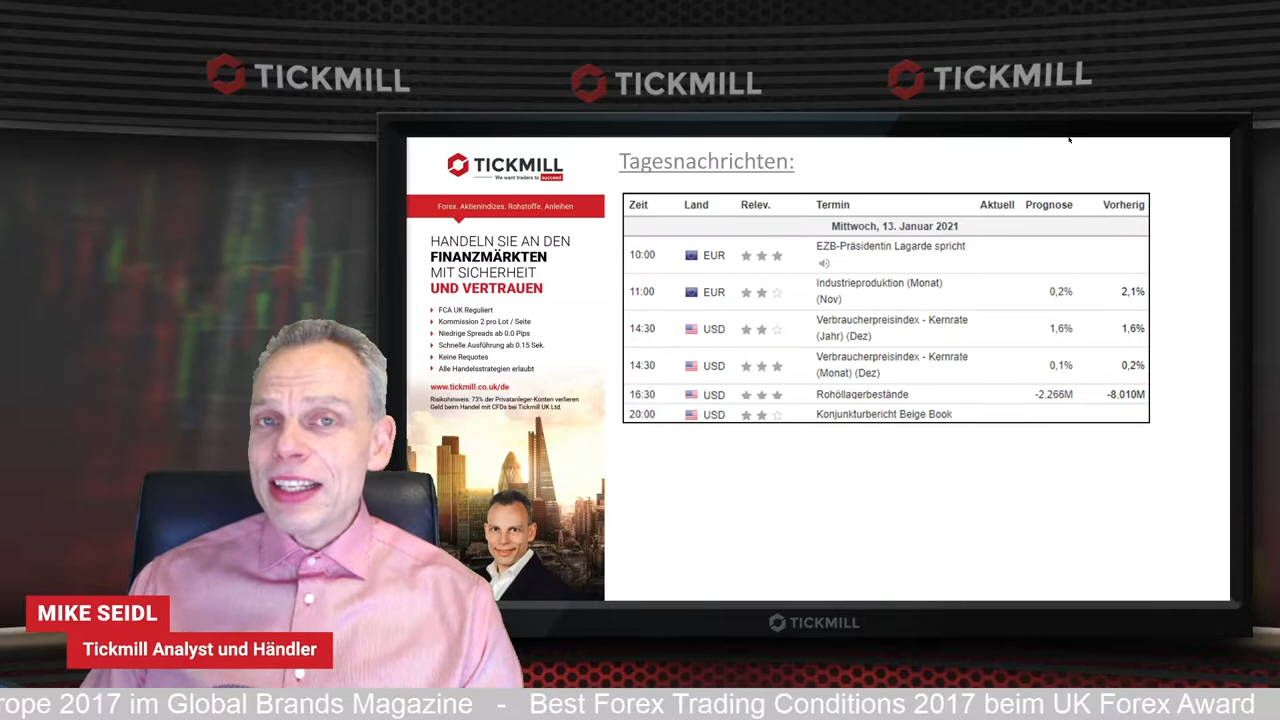 TICKMILL
TICKMILL
TICKMILL
TICKMILL
We want traders to succeed
Forex. Aktienindizes. Rohstoffe. Anleihen
HANDELN SIE AN DEN
FINANZMÄRKTEN
MIT SICHERHEIT
UND VERTRAUEN
FCA UK Reguliert
Kommission 2 pro Lot / Seite
Niedrige Spreads ab 0.0 Pips
Schnelle Ausführung ab 0.15 Sek.
Keine Requotes
Alle Handelsstrategien erlaubt
www.tickmill.co.uk/de
Risikohinweis: 73% der Privatanleger-Konten verlieren
Geld beim Handel mit CFDs bei Tickmill UK Ltd.
Tagesnachrichten:
Zeit Land Relev. Termin Aktuell Prognose Vorherig
Mittwoch, 13. Januar 2021
10:00 EUR EZB-Präsidentin Lagarde spricht
11:00 EUR Industrieproduktion (Monat)
(Nov) 0,2% 2,1%
14:30 USD Verbraucherpreisindex - Kernrate
(Jahr) (Dez) 1,6% 1,6%
14:30 USD Verbraucherpreisindex - Kernrate
(Monat) (Dez) 0,1% 0,2%
16:30 USD Rohöllagerbestände -2.266M -8.010M
20:00 USD Konjunkturbericht Beige Book
TICKMILL
MIKE SEIDL
Tickmill Analyst und Händler
rope 2017 im Global Brands Magazine - Best Forex Trading Conditions 2017 beim UK Forex Award